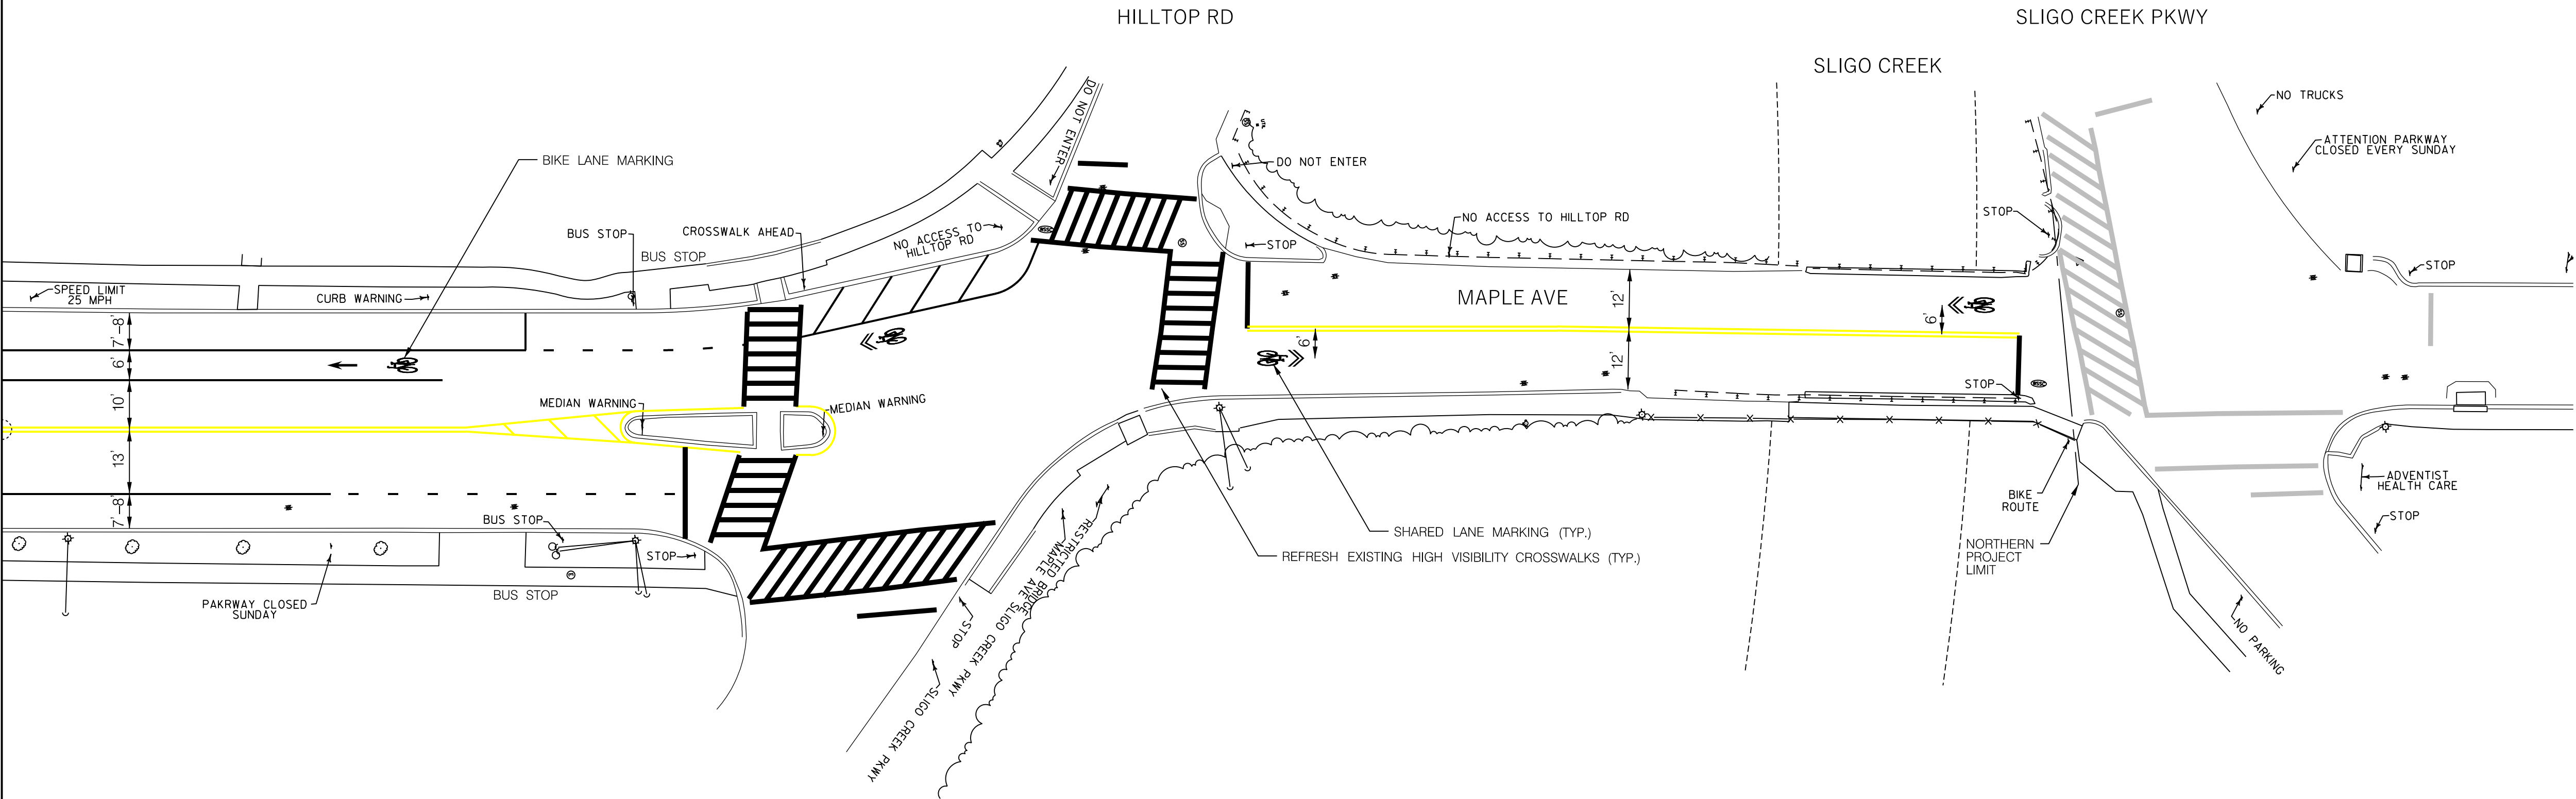 HILLTOP RD
SLIGO CREEK PKWY
SLIGO CREEK
NO TRUCKS
ATTENTION PARKWAY
CLOSED EVERY SUNDAY
DO NOT ENTER
BIKE LANE MARKING
DO NOT ENTER
NO ACCESS TO HILLTOP RD
STOP
BUS STOP
CROSSWALK AHEAD
NO ACCESS TO
HILLTOP RD
BUS STOP
STOP
STOP
SPEED LIMIT
25 MPH
CURB WARNING
MAPLE AVE
12'
6'
7'-8'
6'
10'
13'
7'-8'
6'
12'
STOP
MEDIAN WARNING
MEDIAN WARNING
BUS STOP
STOP
BUS STOP
PAKRWAY CLOSED
SUNDAY
RESTRICTED BRIDGE
MAPLE AVE
SLIGO CREEK PKWY
STOP
SLIGO CREEK PKWY
SHARED LANE MARKING (TYP.)
REFRESH EXISTING HIGH VISIBILITY CROSSWALKS (TYP.)
BIKE
ROUTE
NORTHERN
PROJECT
LIMIT
ADVENTIST
HEALTH CARE
STOP
NO PARKING